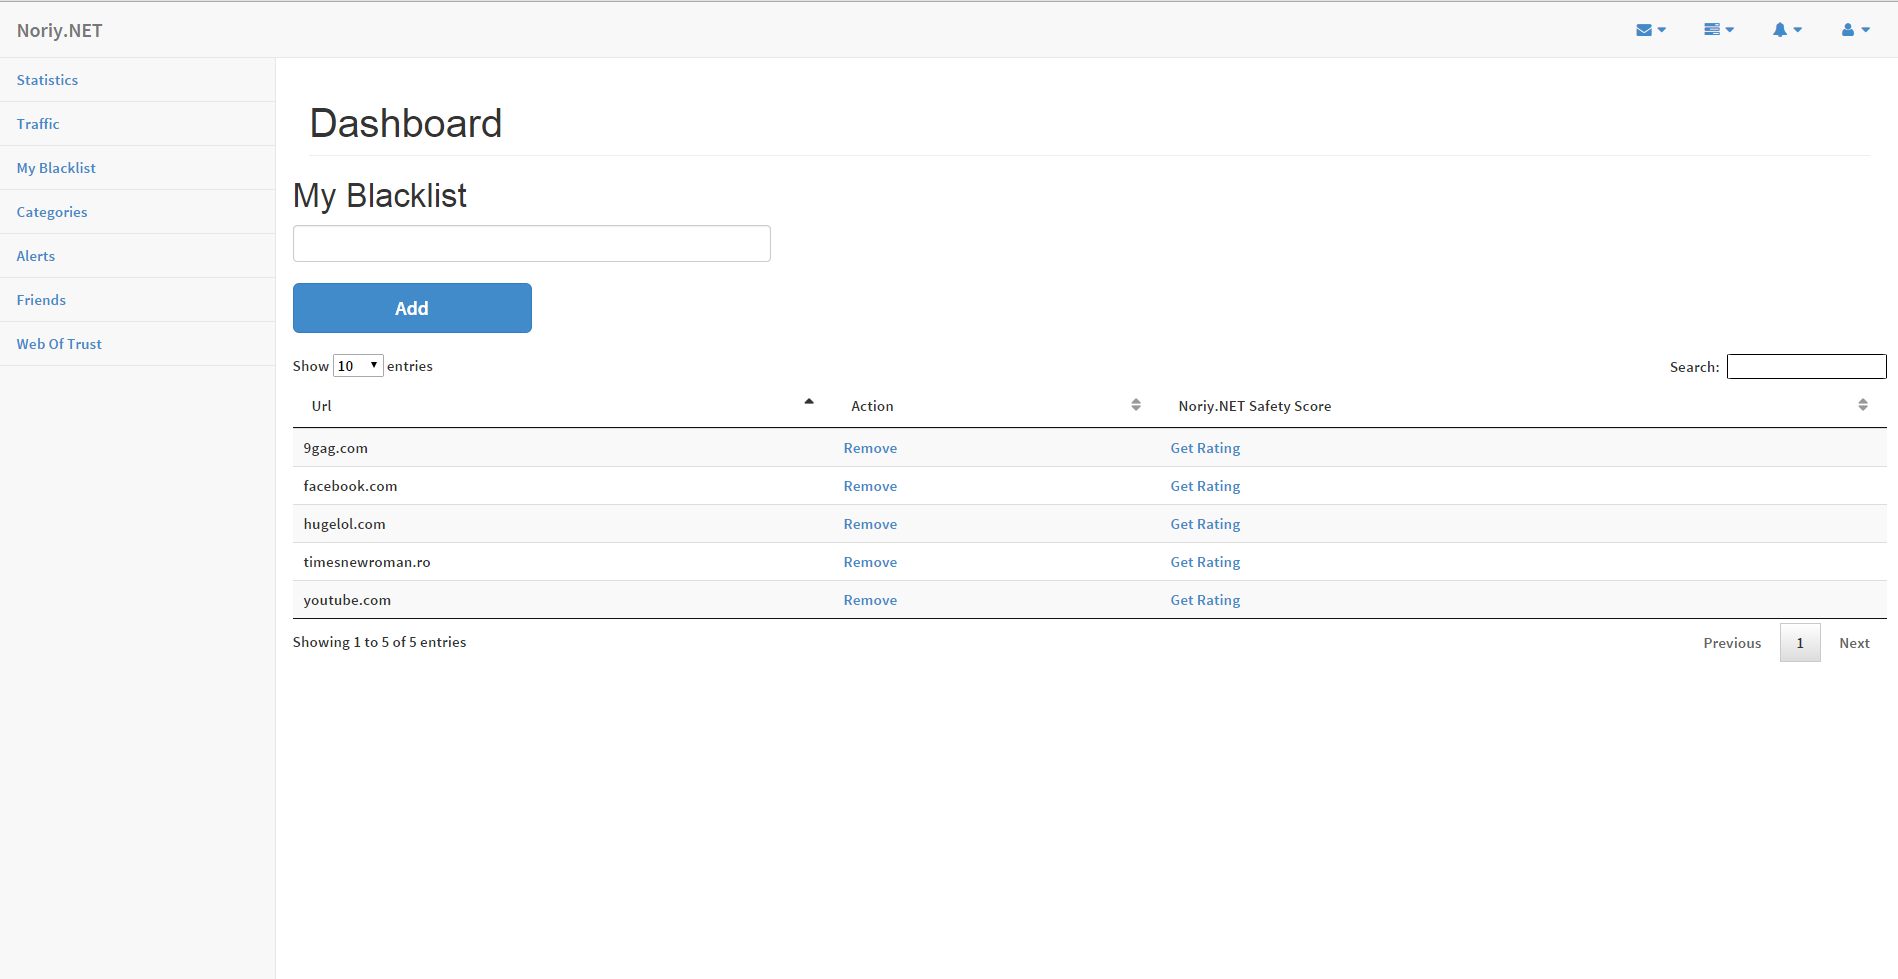 Noriy.NET
Statistics
Traffic
My Blacklist
Categories
Alerts
Friends
Web Of Trust
Dashboard
My Blacklist
Add
Show 10 entries
Search:
Url Action Noriy.NET Safety Score
9gag.com Remove Get Rating
facebook.com Remove Get Rating
hugelol.com Remove Get Rating
timesnewroman.ro Remove Get Rating
youtube.com Remove Get Rating
Showing 1 to 5 of 5 entries
Previous 1 Next